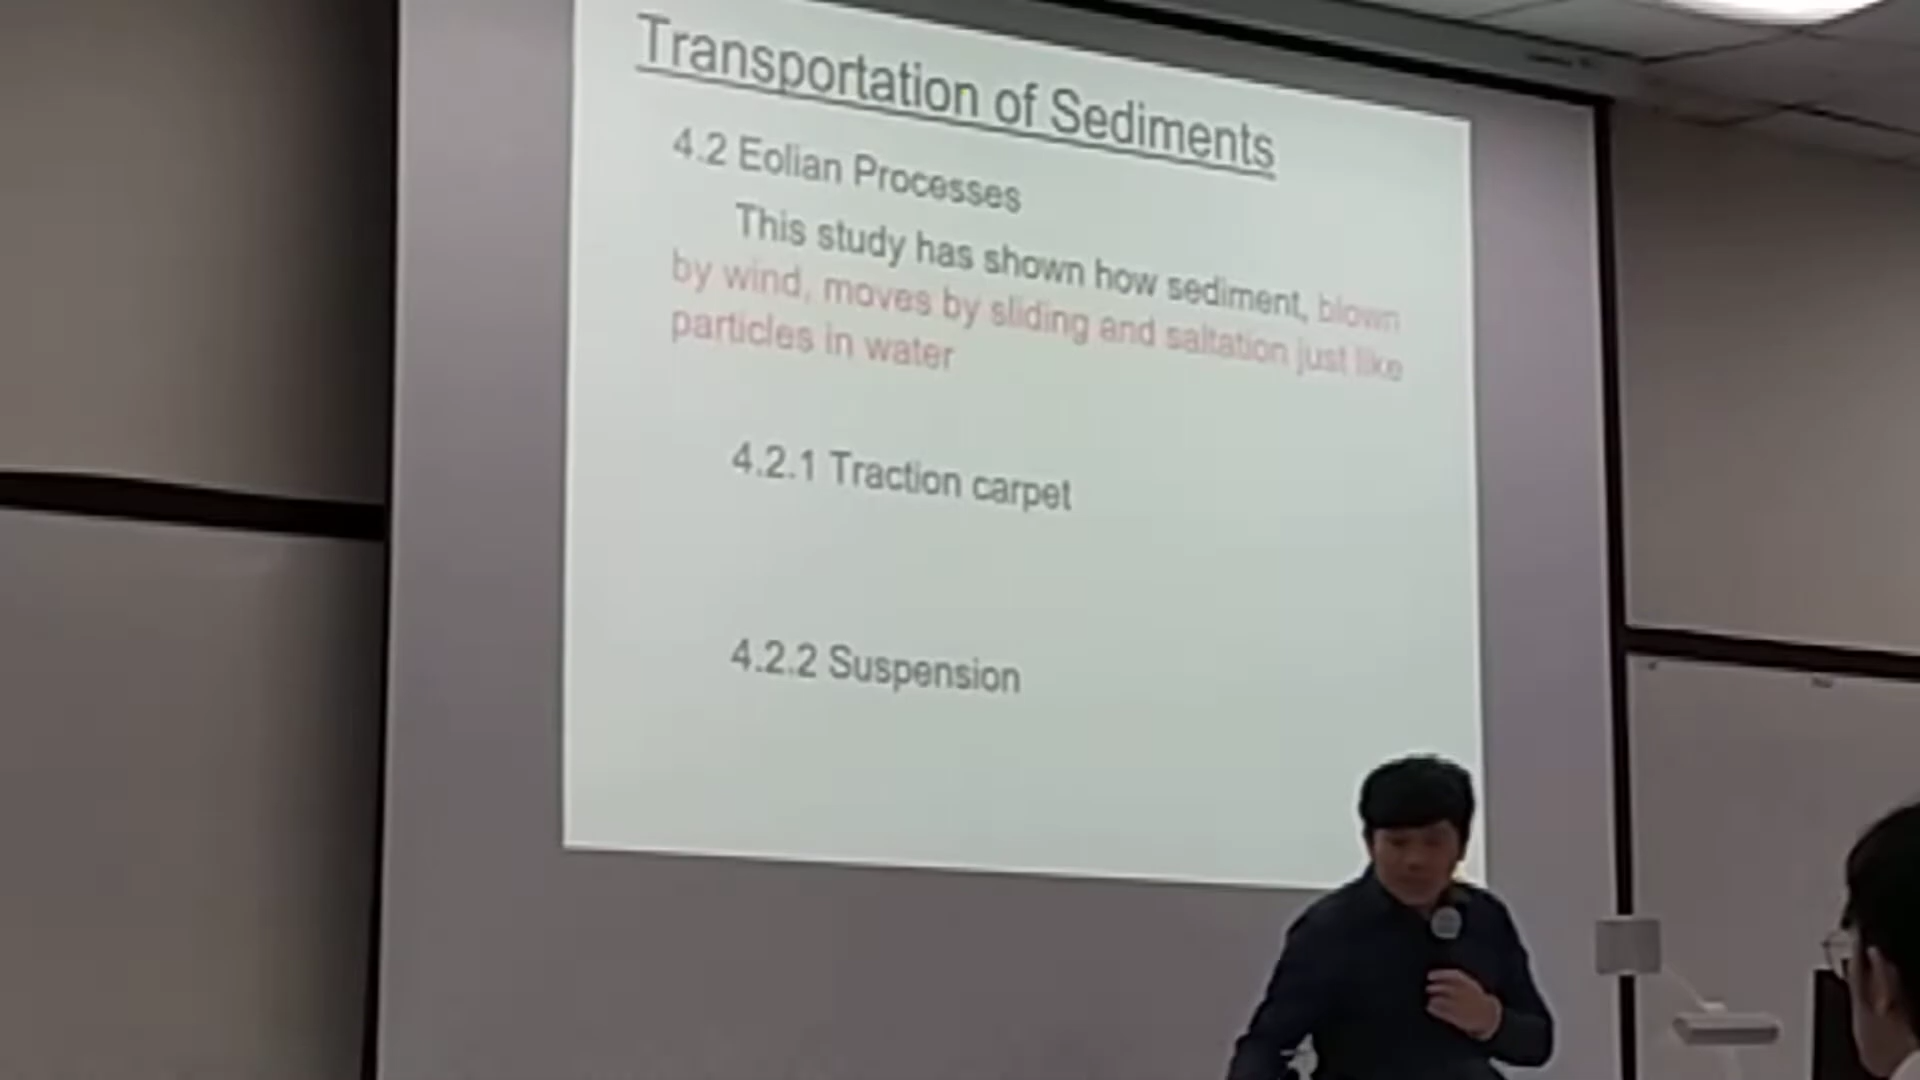 Transportation of Sediments
4.2 Eolian Processes
This study has shown how sediment, blown
by wind, moves by sliding and saltation just like
particles in water
4.2.1 Traction carpet
4.2.2 Suspension